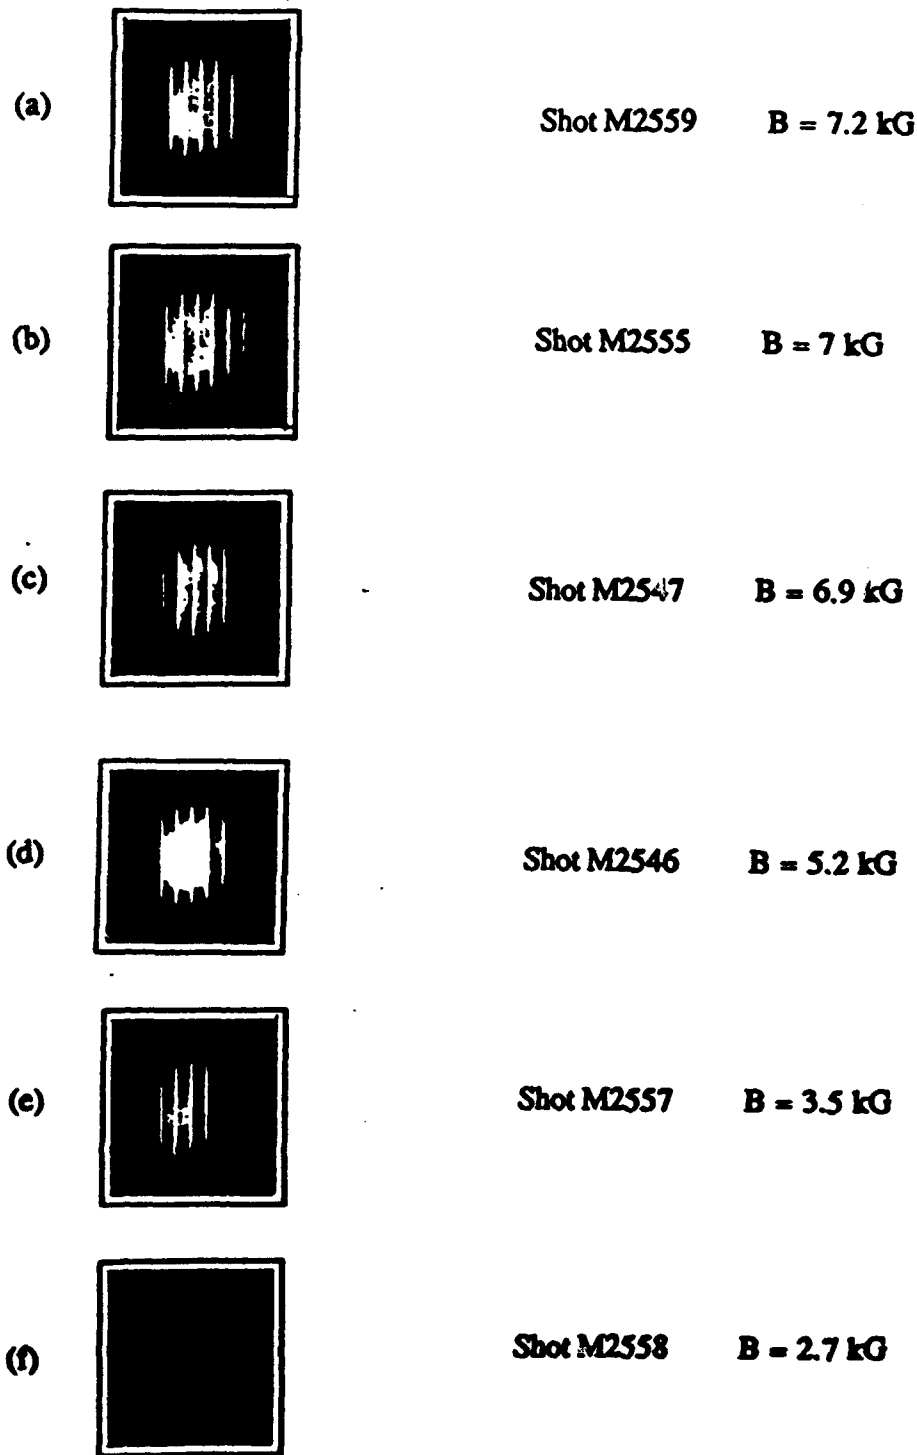 (a) Shot M2559 B = 7.2 kG
(b) Shot M2555 B = 7 kG
(c) Shot M2547 B = 6.9 kG
(d) Shot M2546 B = 5.2 kG
(e) Shot M2557 B = 3.5 kG
(f) Shot M2558 B = 2.7 kG